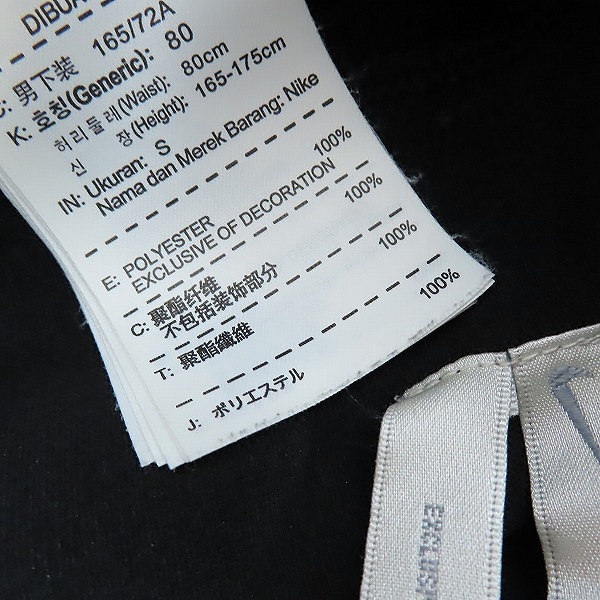 DIBUA
C: 男下装 165/72A
K: 호칭(Generic): 80
허리둘레(Waist): 80cm
신 장(Height): 165-175cm
IN: Ukuran: S
Nama dan Merek Barang: Nike
E: POLYESTER 100%
EXCLUSIVE OF DECORATION
C: 聚酯纤维 100%
不包括装饰部分
T: 聚酯纖維 100%
J: ポリエステル 100%
EXCLUSI